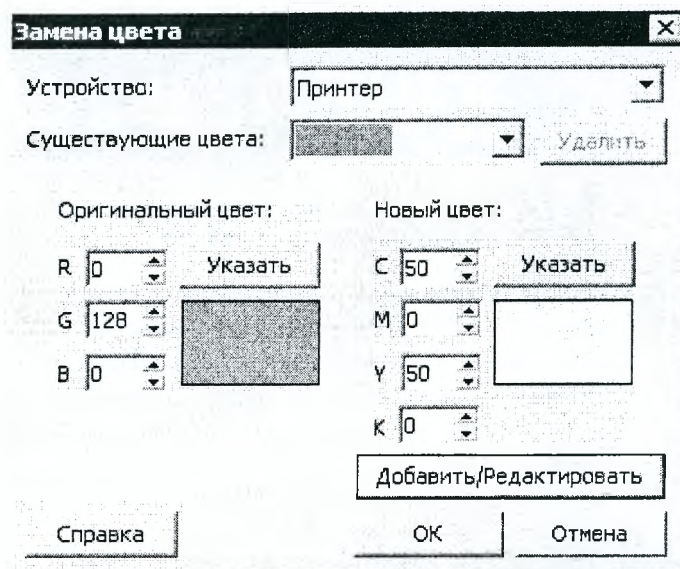 Замена цвета
Устройство: Принтер
Существующие цвета: Удалить
Оригинальный цвет: Новый цвет:
R 0 Указать C 50 Указать
G 128 M 0
B 0 Y 50
K 0
Добавить/Редактировать
Справка ОК Отмена